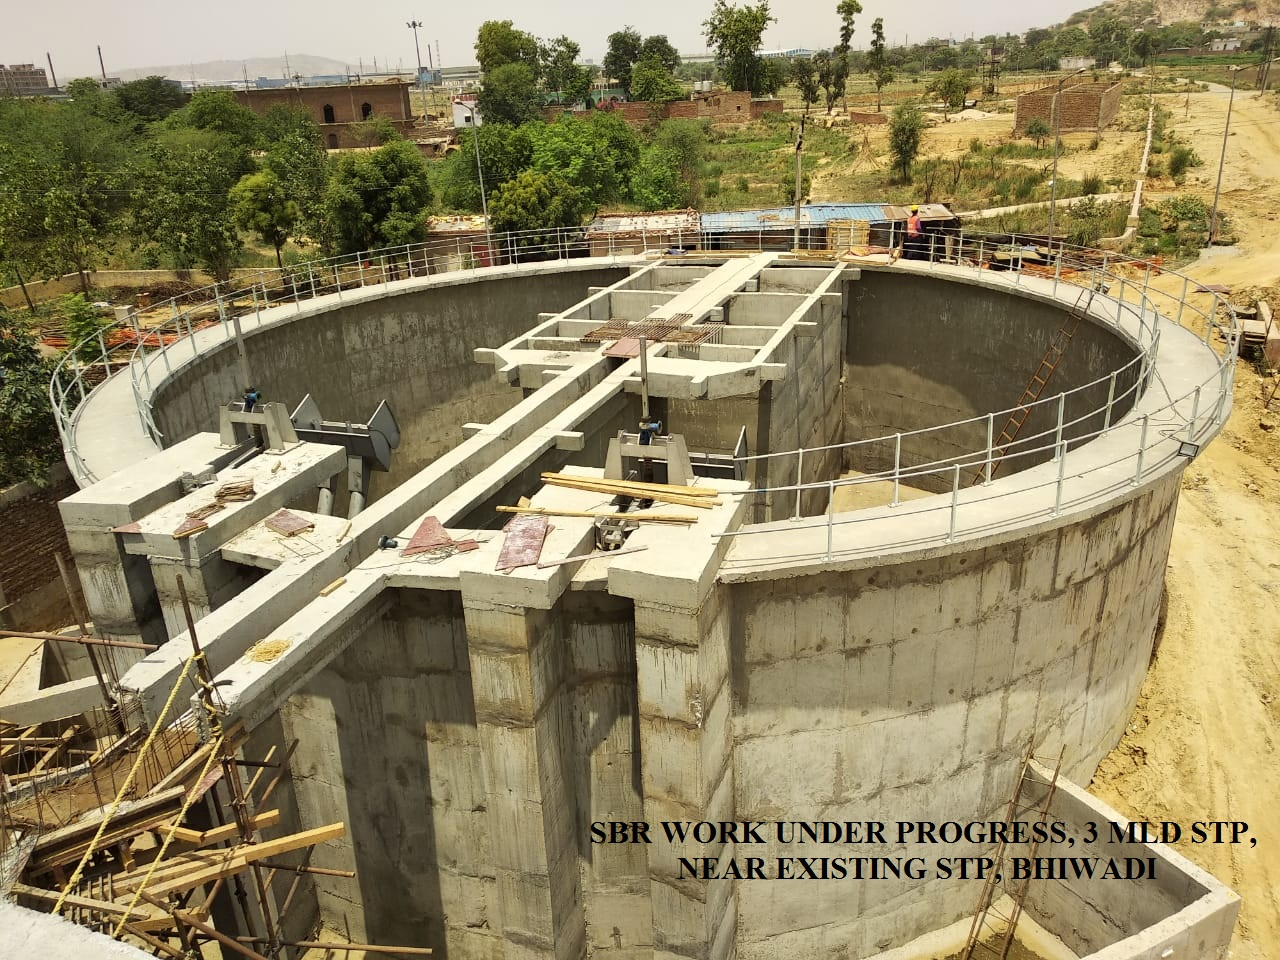 SBR WORK UNDER PROGRESS, 3 MLD STP,
NEAR EXISTING STP, BHIWADI